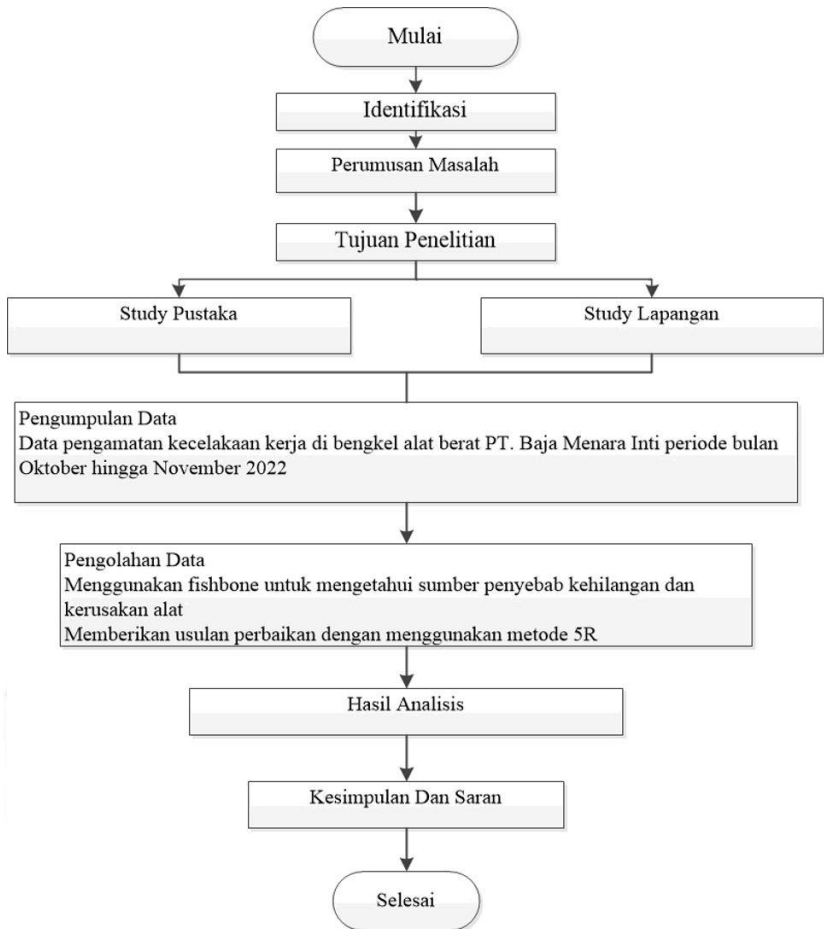 Mulai
Identifikasi
Perumusan Masalah
Tujuan Penelitian
Study Pustaka
Study Lapangan
Pengumpulan Data
Data pengamatan kecelakaan kerja di bengkel alat berat PT. Baja Menara Inti periode bulan
Oktober hingga November 2022
Pengolahan Data
Menggunakan fishbone untuk mengetahui sumber penyebab kehilangan dan
kerusakan alat
Memberikan usulan perbaikan dengan menggunakan metode 5R
Hasil Analisis
Kesimpulan Dan Saran
Selesai